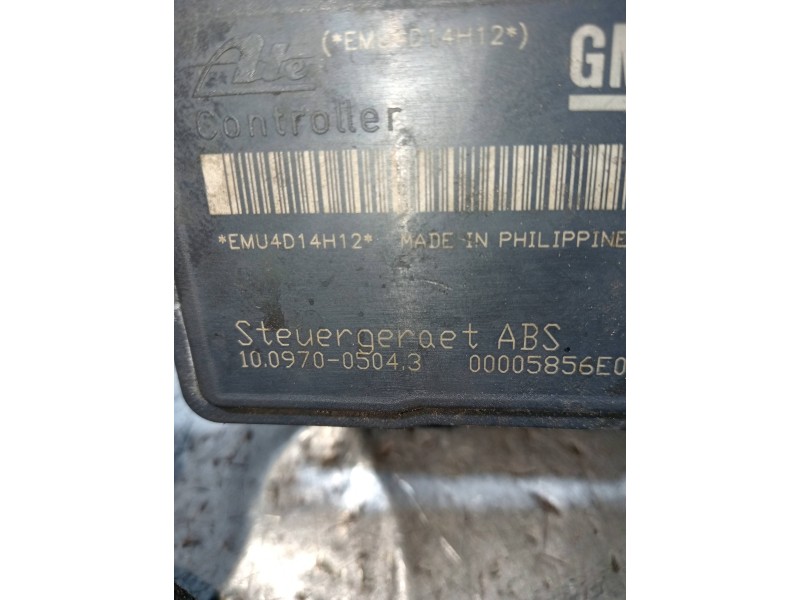 Ate (*EMU4D14H12*) GM
Controller
*EMU4D14H12* MADE IN PHILIPPINE
Steuergeraet ABS
10.0970-0504.3 00005856E0